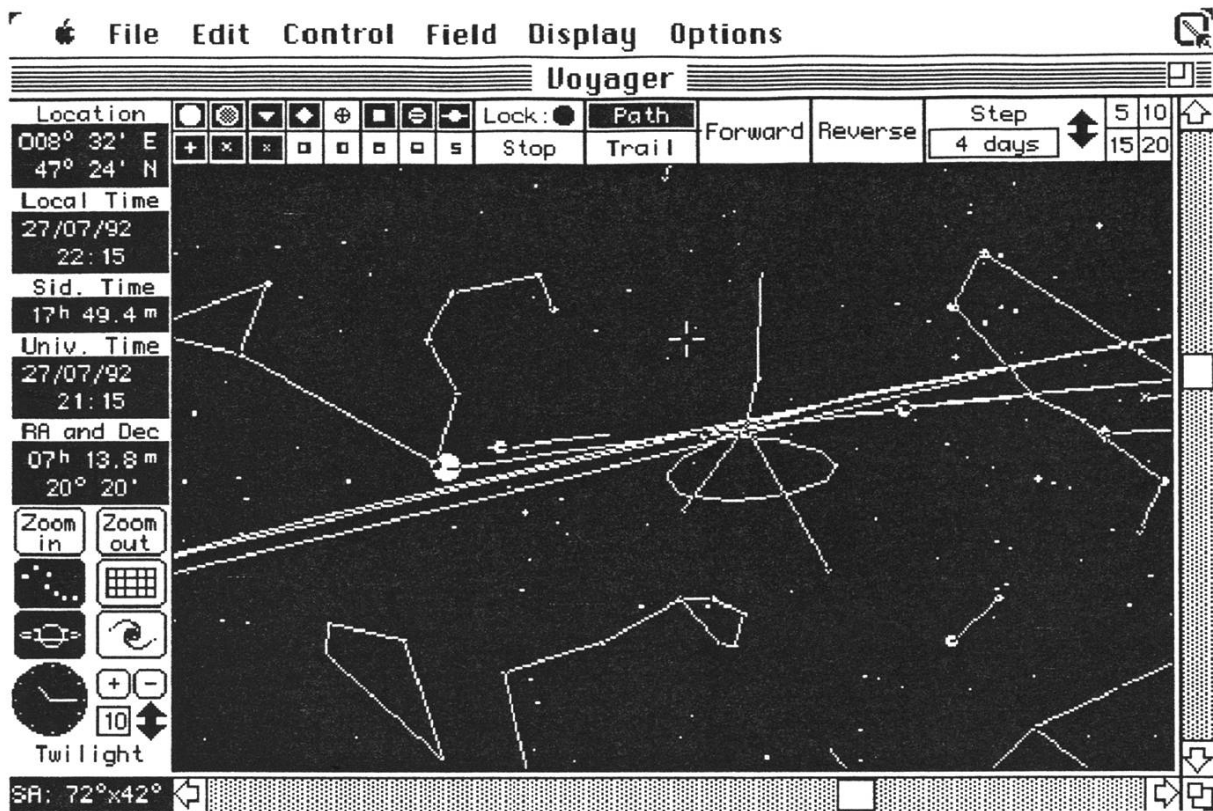 File Edit Control Field Display Options
Voyager
Location
008° 32' E
47° 24' N
Local Time
27/07/92
22:15
Sid. Time
17h 49.4 m
Univ. Time
27/07/92
21:15
RA and Dec
07h 13.8 m
20° 20'
Zoom in
Zoom out
10
Twilight
SA: 72°x42°
Lock:
Stop
Path
Trail
Forward
Reverse
Step
4 days
5 10
15 20
S